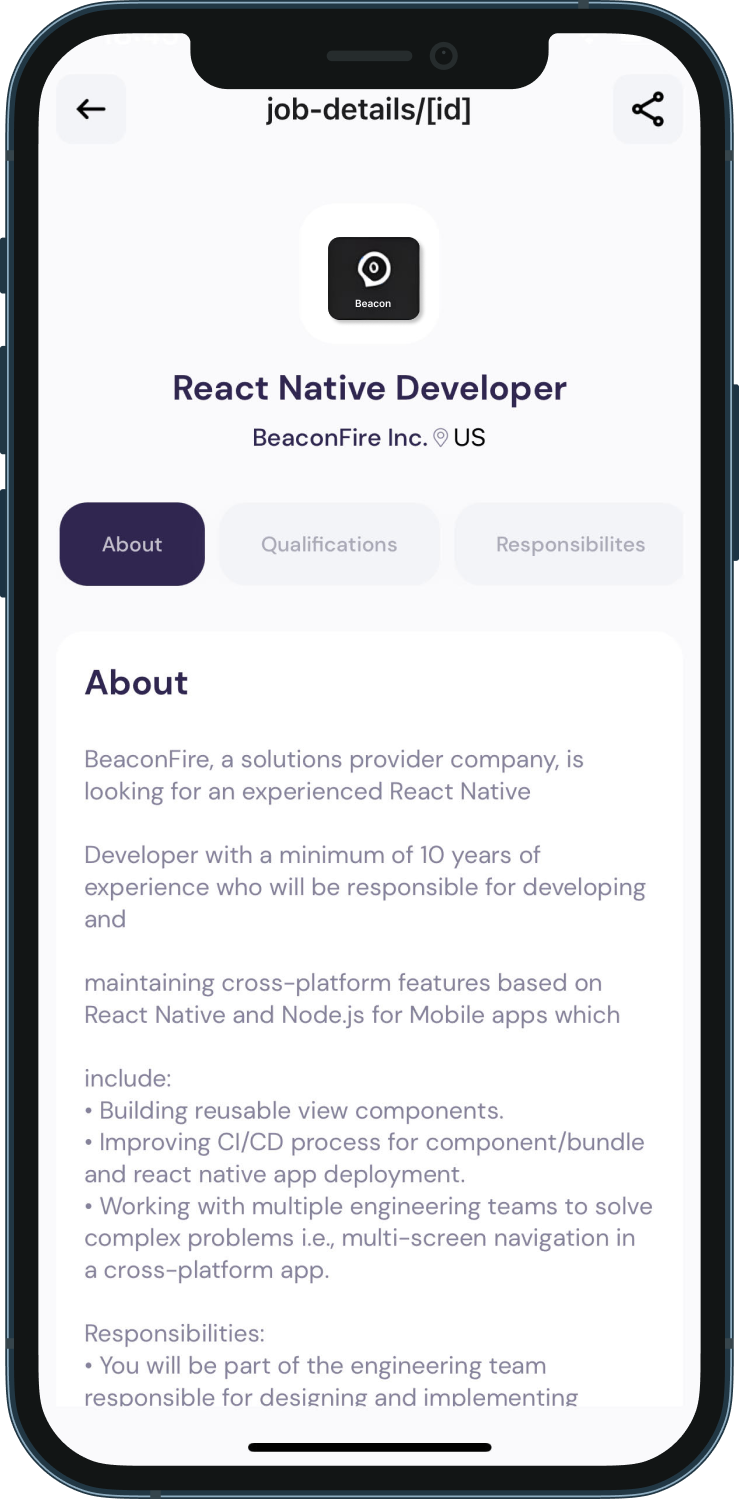 job-details/[id]
Beacon
React Native Developer
BeaconFire Inc. US
About
Qualifications
Responsibilites
About
BeaconFire, a solutions provider company, is
looking for an experienced React Native
Developer with a minimum of 10 years of
experience who will be responsible for developing
and
maintaining cross-platform features based on
React Native and Node.js for Mobile apps which
include:
• Building reusable view components.
• Improving CI/CD process for component/bundle
and react native app deployment.
• Working with multiple engineering teams to solve
complex problems i.e., multi-screen navigation in
a cross-platform app.
Responsibilities:
• You will be part of the engineering team
responsible for designing and implementing